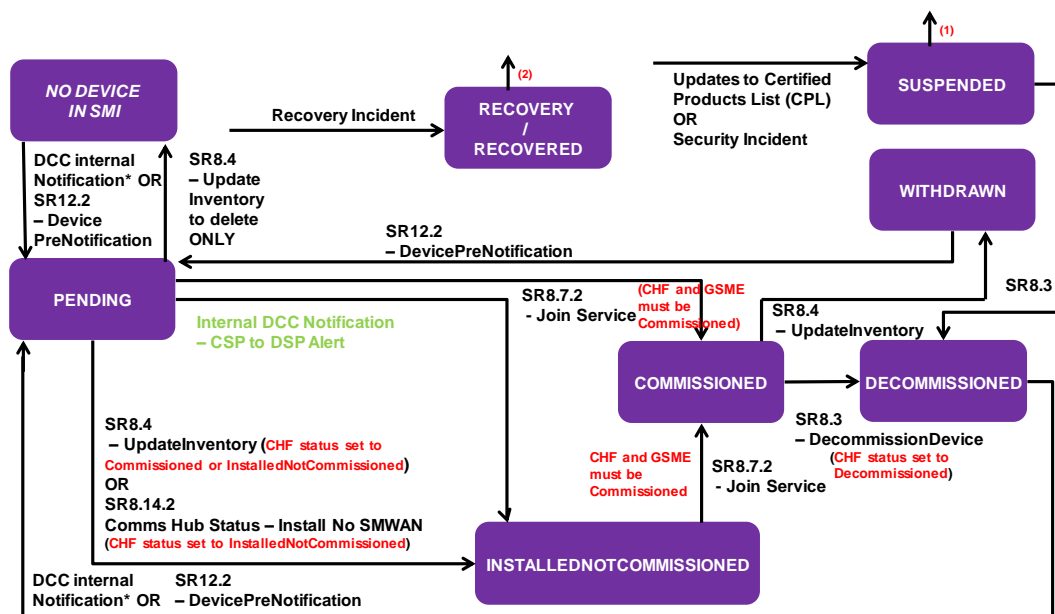 NO DEVICE
IN SMI
Recovery Incident
(2)
RECOVERY
/
RECOVERED
Updates to Certified
Products List (CPL)
OR
Security Incident
(1)
SUSPENDED
DCC internal
Notification* OR
SR12.2
– Device
PreNotification
SR8.4
– Update
Inventory
to delete
ONLY
WITHDRAWN
SR12.2
– DevicePreNotification
PENDING
Internal DCC Notification
– CSP to DSP Alert
SR8.7.2
- Join Service
(CHF and GSME
must be
Commissioned)
SR8.4
– UpdateInventory
SR8.3
COMMISSIONED
DECOMMISSIONED
SR8.3
– DecommissionDevice
(CHF status set to
Decommissioned)
SR8.4
– UpdateInventory (CHF status set to
Commissioned or InstalledNotCommissioned)
OR
SR8.14.2
Comms Hub Status – Install No SMWAN
(CHF status set to InstalledNotCommissioned)
CHF and GSME
must be
Commissioned
SR8.7.2
- Join Service
INSTALLEDNOTCOMMISSIONED
DCC internal
Notification* OR
SR12.2
– DevicePreNotification